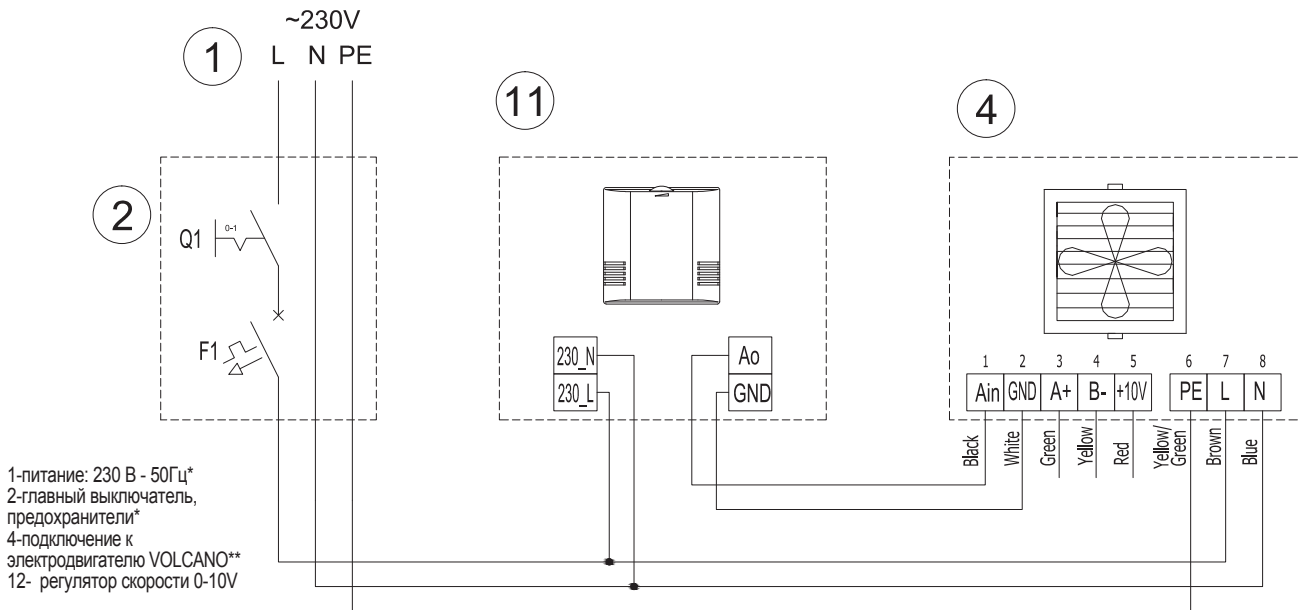 ~230V
1
L N PE
11
4
2
Q1
0-1
F1
230_N
230_L
Ao
GND
1 2 3 4 5 6 7 8
Ain GND A+ B- +10V PE L N
Black
White
Green
Yellow
Red
Yellow/
Green
Brown
Blue
1-питание: 230 В - 50Гц*
2-главный выключатель,
предохранители*
4-подключение к
электродвигателю VOLCANO**
12- регулятор скорости 0-10V